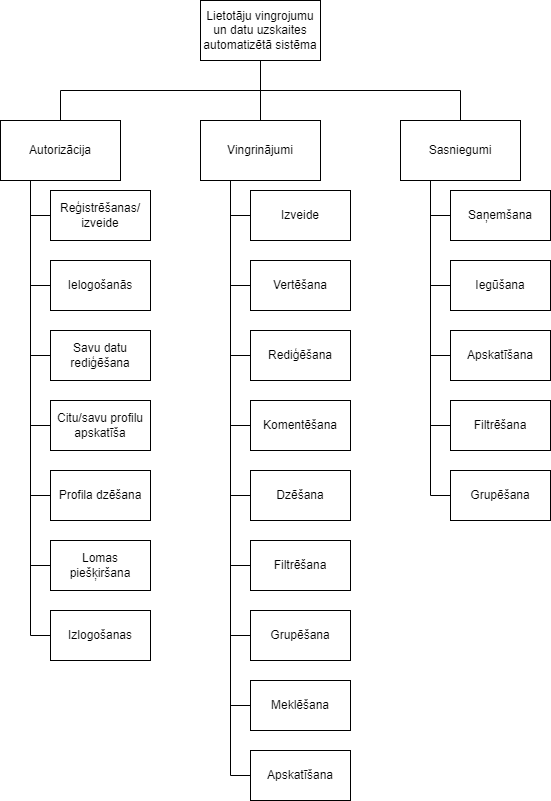 Lietotāju vingrojumu
un datu uzskaites
automatizētā sistēma
Autorizācija
Vingrinājumi
Sasniegumi
Reģistrēšanas/
izveide
Ielogošanās
Savu datu
rediģēšana
Citu/savu profilu
apskatīša
Profila dzēšana
Lomas
piešķiršana
Izlogošanas
Izveide
Vertēšana
Rediģēšana
Komentēšana
Dzēšana
Filtrēšana
Grupēšana
Meklēšana
Apskatīšana
Saņemšana
Iegūšana
Apskatīšana
Filtrēšana
Grupēšana